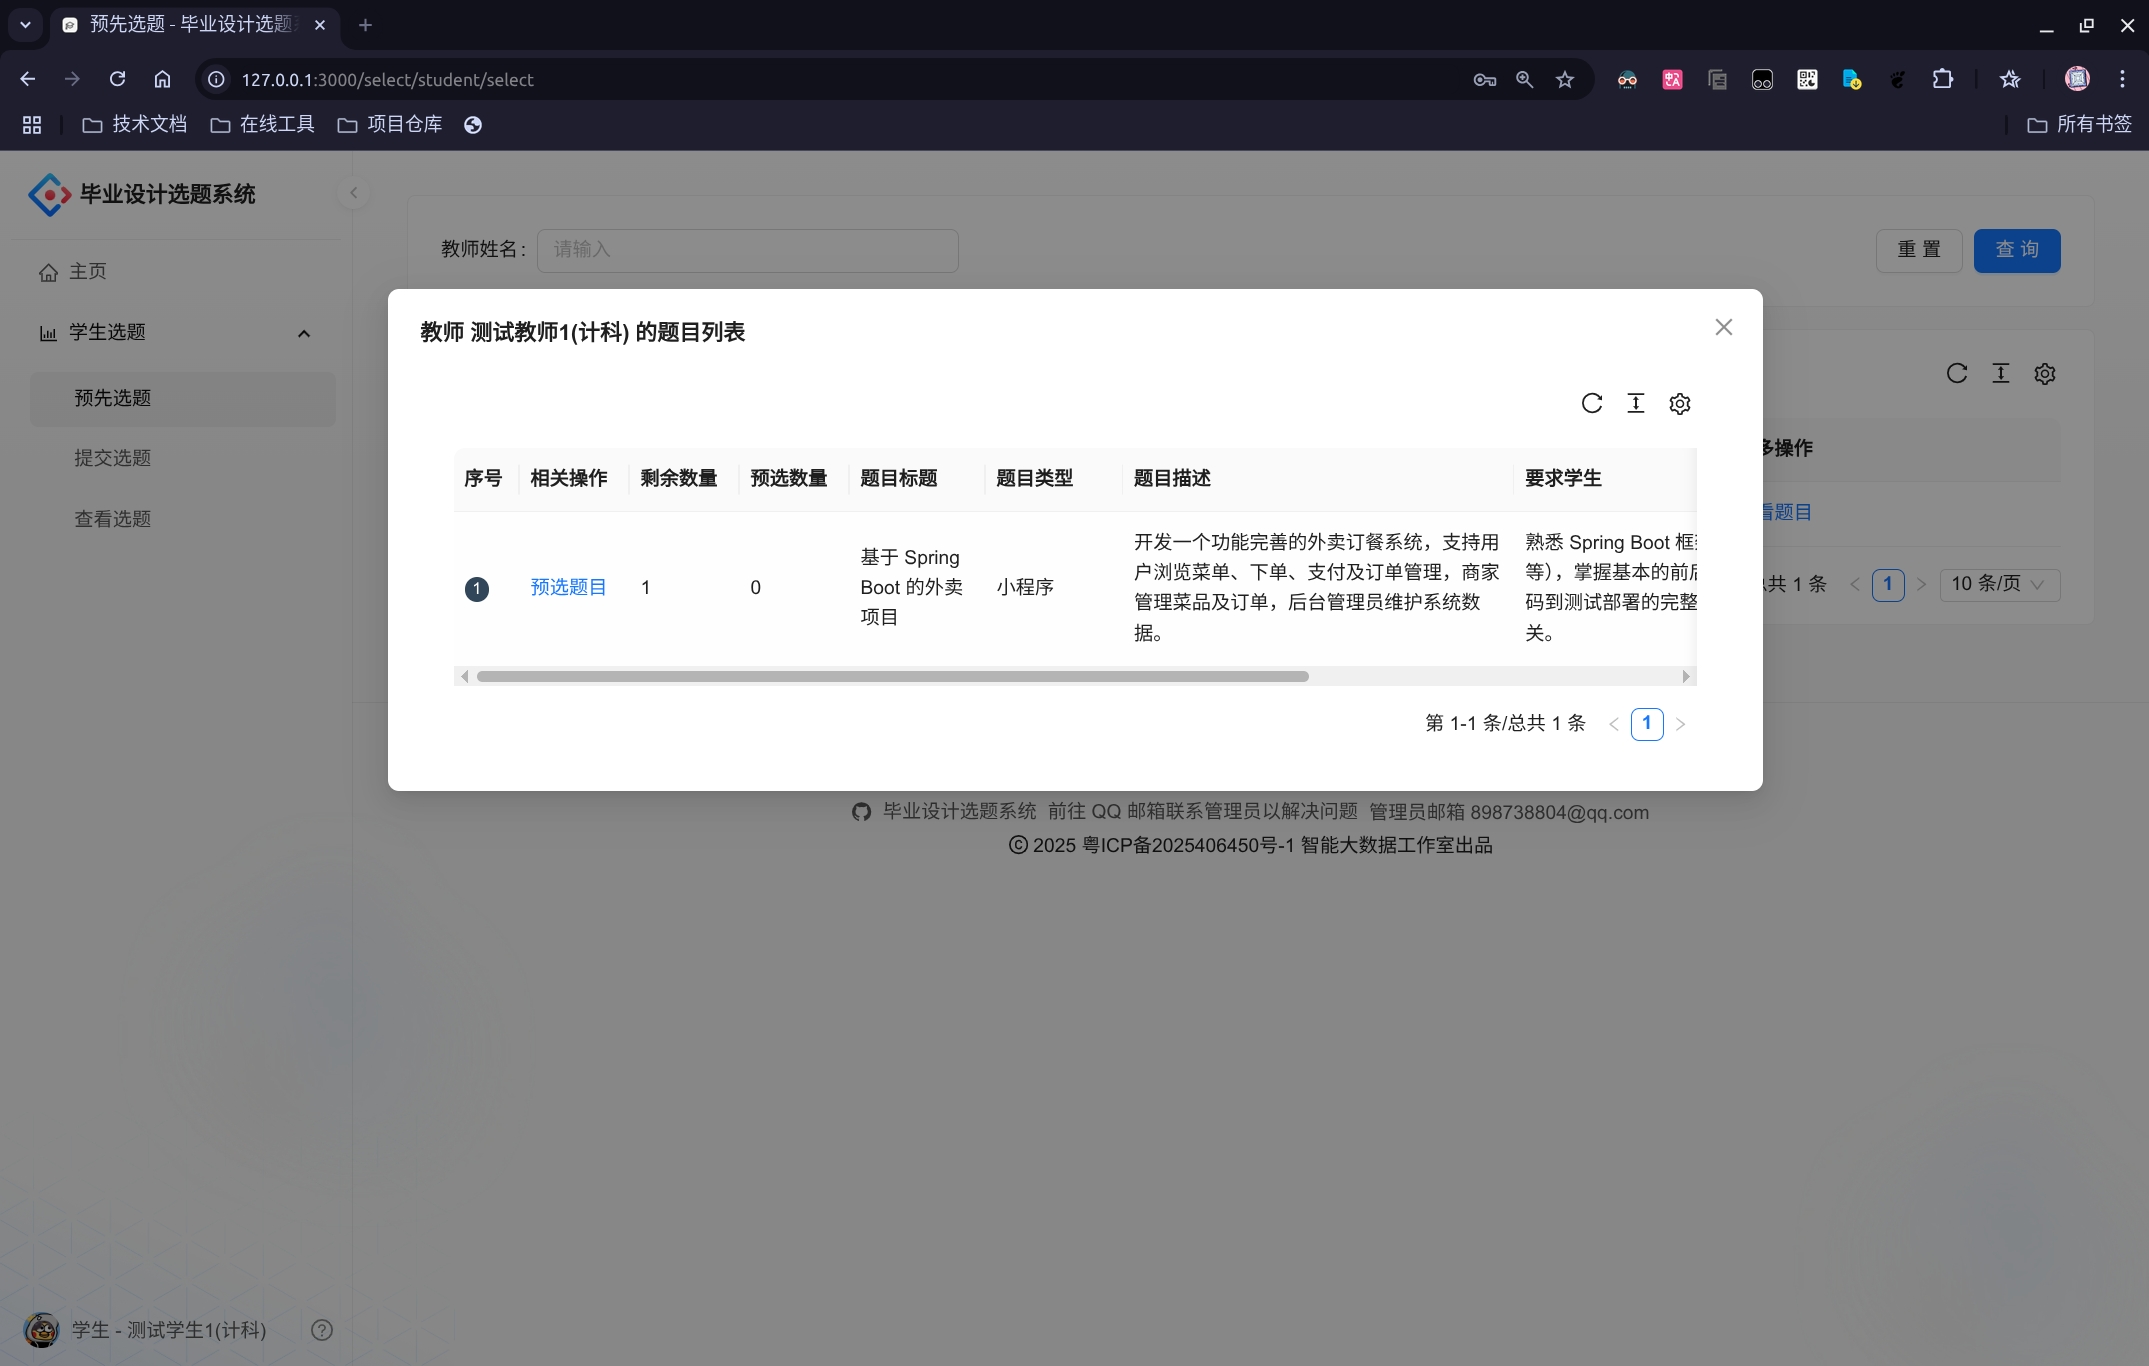 预先选题 - 毕业设计选题
127.0.0.1:3000/select/student/select
技术文档 在线工具 项目仓库 所有书签
毕业设计选题系统
主页
学生选题
预先选题
提交选题
查看选题
教师姓名 :
请输入
重 置 查 询
教师 测试教师1(计科) 的题目列表
序号 相关操作 剩余数量 预选数量 题目标题 题目类型 题目描述 要求学生
1 预选题目 1 0
基于 Spring
Boot 的外卖
项目
小程序
开发一个功能完善的外卖订餐系统，支持用
户浏览菜单、下单、支付及订单管理，商家
管理菜品及订单，后台管理员维护系统数
据。
熟悉 Spring Boot 框
等），掌握基本的前后
码到测试部署的完整
关。
第 1-1 条/总共 1 条 1
多操作
看题目
共 1 条 1 10 条/页
毕业设计选题系统 前往 QQ 邮箱联系管理员以解决问题 管理员邮箱 898738804@qq.com
© 2025 粤ICP备2025406450号-1 智能大数据工作室出品
学生 - 测试学生1(计科)